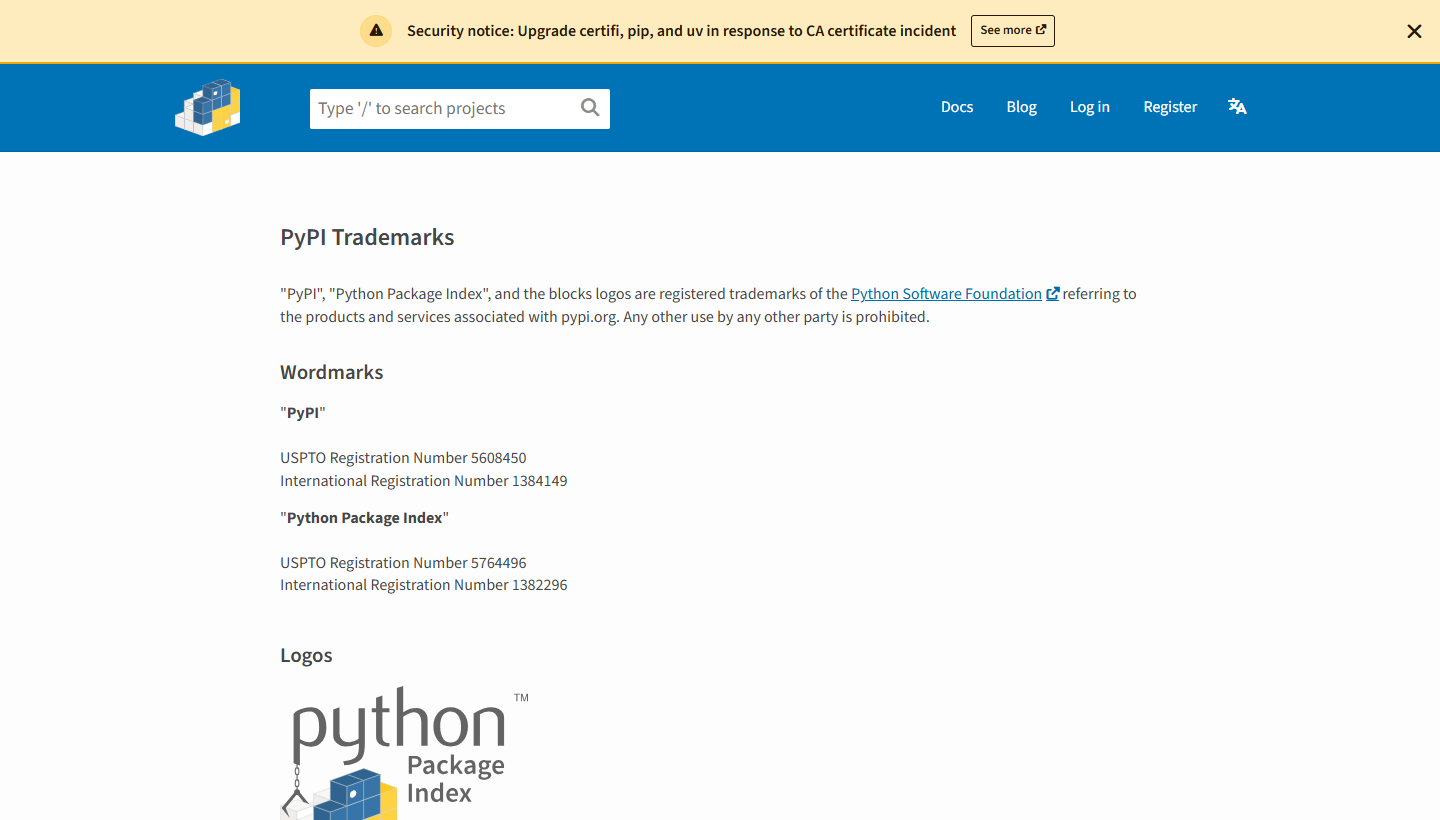 Security notice: Upgrade certifi, pip, and uv in response to CA certificate incident See more
Type '/' to search projects
Docs Blog Log in Register
PyPI Trademarks
"PyPI", "Python Package Index", and the blocks logos are registered trademarks of the Python Software Foundation referring to
the products and services associated with pypi.org. Any other use by any other party is prohibited.
Wordmarks
"PyPI"
USPTO Registration Number 5608450
International Registration Number 1384149
"Python Package Index"
USPTO Registration Number 5764496
International Registration Number 1382296
Logos
python TM
Package
Index